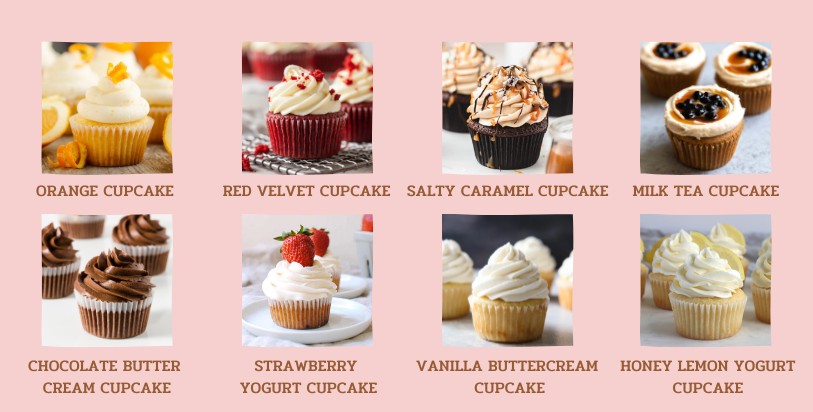 ORANGE CUPCAKE
RED VELVET CUPCAKE
SALTY CARAMEL CUPCAKE
MILK TEA CUPCAKE
CHOCOLATE BUTTER
CREAM CUPCAKE
STRAWBERRY
YOGURT CUPCAKE
VANILLA BUTTERCREAM
CUPCAKE
HONEY LEMON YOGURT
CUPCAKE